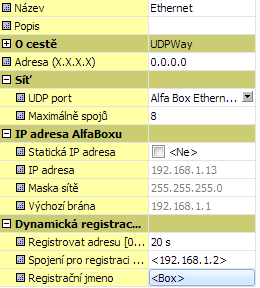 Název Ethernet
Popis
O cestě UDPWay
Adresa (X.X.X.X) 0.0.0.0
Síť
UDP port Alfa Box Ethern...
Maximálně spojů 8
IP adresa AlfaBoxu
Statická IP adresa <Ne>
IP adresa 192.168.1.13
Maska sítě 255.255.255.0
Výchozí brána 192.168.1.1
Dynamická registrac...
Registrovat adresu [0... 20 s
Spojení pro registraci ... <192.168.1.2>
Registrační jmeno <Box>